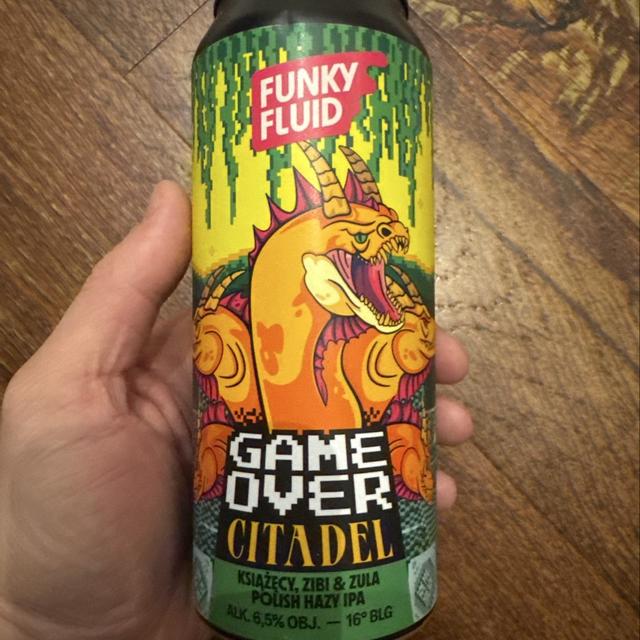 FUNKY
FLUID
GAME
OVER
CITADEL
KSIĄŻĘCY, ZIBI & ZULA
POLISH HAZY IPA
ALK. 6,5% OBJ. — 16° BLG